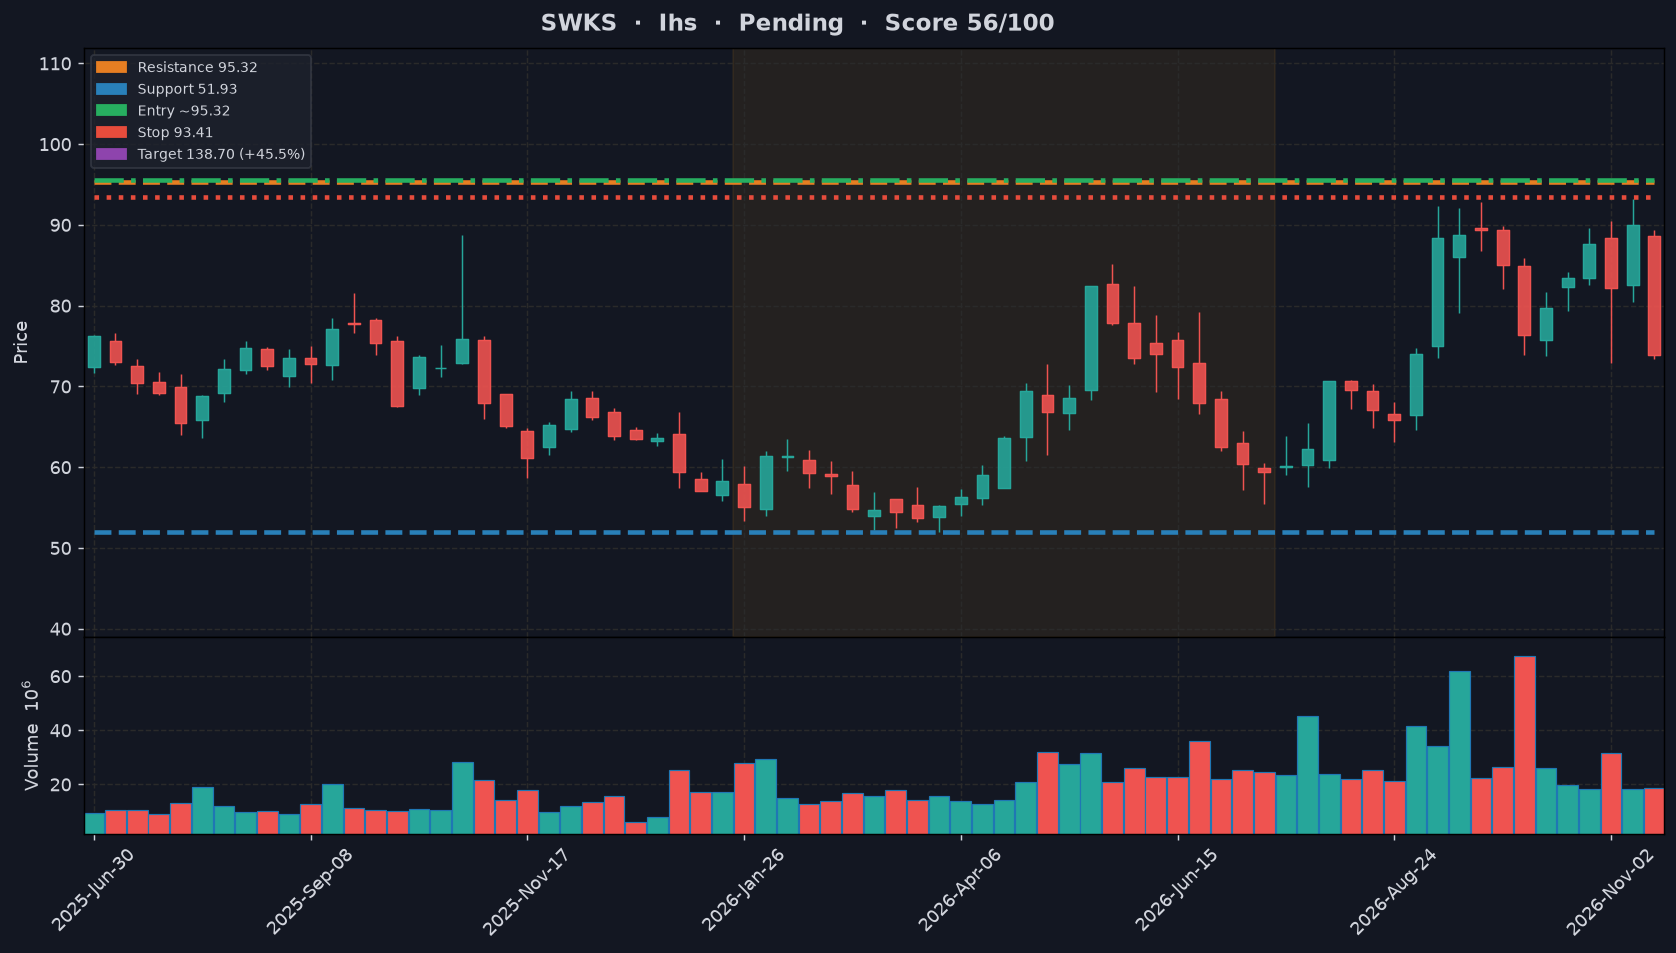 SWKS · Ihs · Pending · Score 56/100
Resistance 95.32
Support 51.93
Entry ~95.32
Stop 93.41
Target 138.70 (+45.5%)
Price
110
100
90
80
70
60
50
40
Volume 10⁶
60
40
20
2025-Jun-30
2025-Sep-08
2025-Nov-17
2026-Jan-26
2026-Apr-06
2026-Jun-15
2026-Aug-24
2026-Nov-02